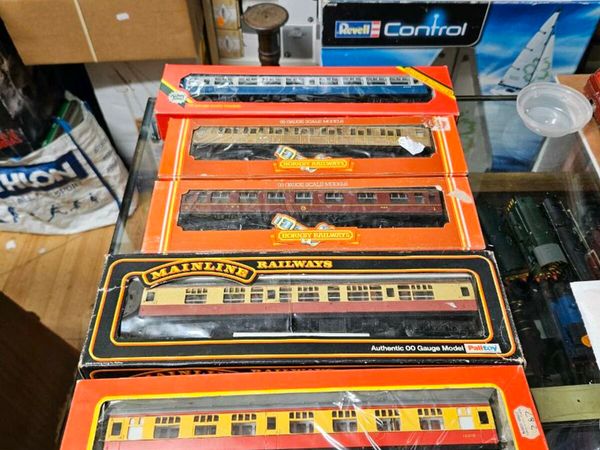 Revell Control
OO GAUGE SCALE MODELS
HORNBY RAILWAYS
OO GAUGE SCALE MODELS
HORNBY RAILWAYS
THLON
MAINLINE RAILWAYS
Authentic OO Gauge Model Palitoy